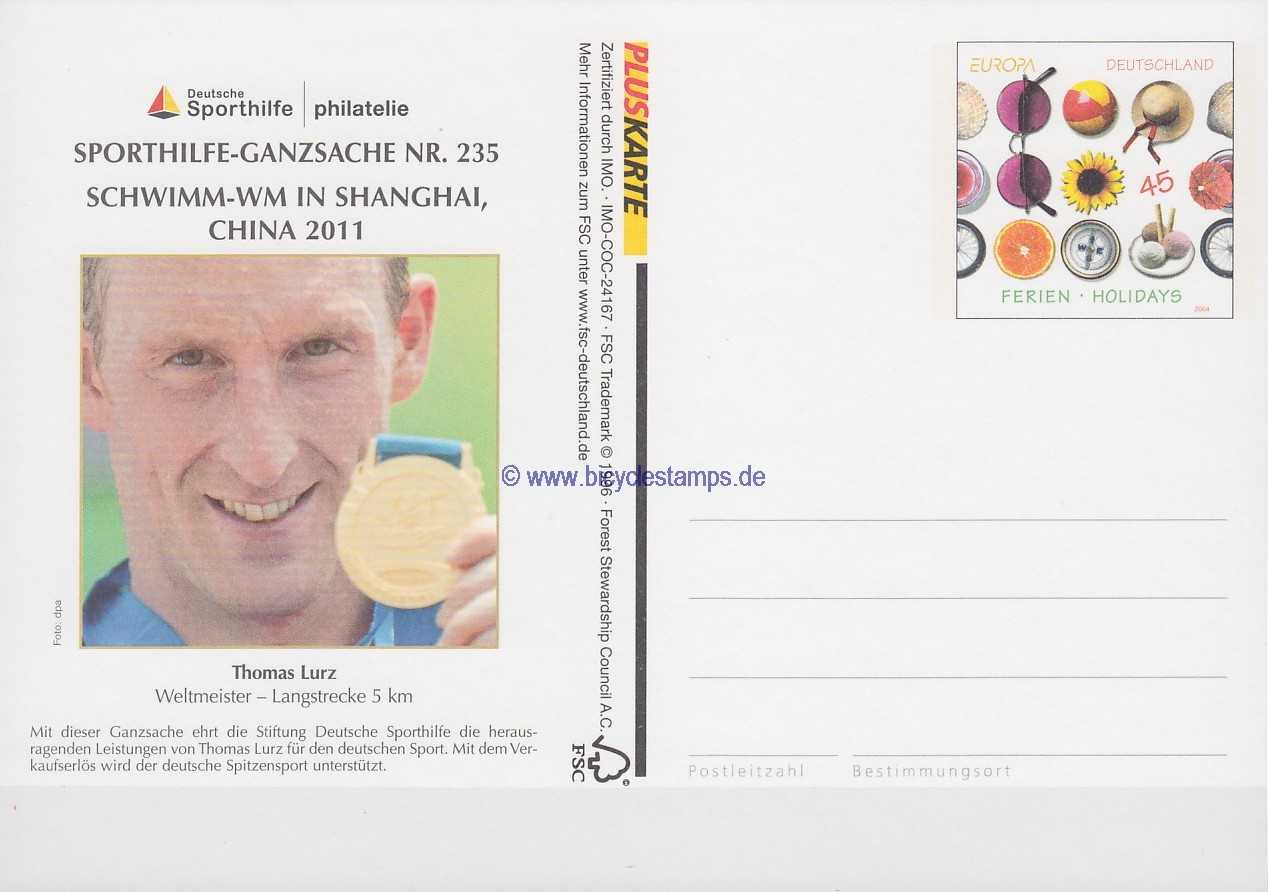 Deutsche
Sporthilfe philatelie
SPORTHILFE-GANZSACHE NR. 235
SCHWIMM-WM IN SHANGHAI,
CHINA 2011
Foto: dpa
Thomas Lurz
Weltmeister – Langstrecke 5 km
Mit dieser Ganzsache ehrt die Stiftung Deutsche Sporthilfe die heraus-
ragenden Leistungen von Thomas Lurz für den deutschen Sport. Mit dem Ver-
kaufserlös wird der deutsche Spitzensport unterstützt.
PLUSKARTE
Zertifiziert durch IMO. · IMO-COC-24167 · FSC Trademark © 1996 · Forest Stewardship Council A.C.
Mehr Informationen zum FSC unter www.fsc-deutschland.de
FSC
© www.bicyclestamps.de
EUROPA DEUTSCHLAND
45
W E
FERIEN · HOLIDAYS
2004
Postleitzahl Bestimmungsort